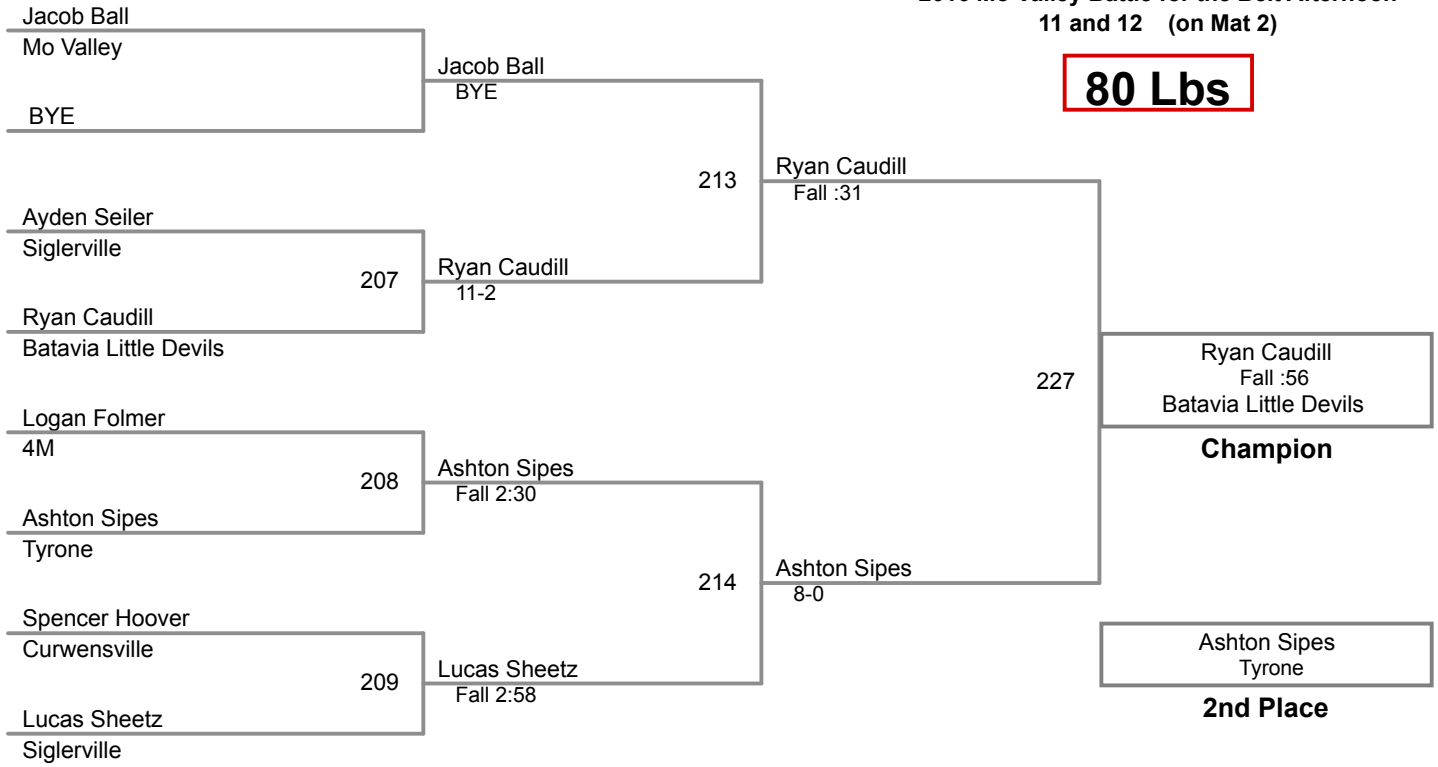 11 and 12 (on Mat 2)
80 Lbs
Jacob Ball
Mo Valley
BYE
Jacob Ball
BYE
Ayden Seiler
Siglerville
207
Ryan Caudill
Batavia Little Devils
Ryan Caudill
11-2
213
Ryan Caudill
Fall :31
Logan Folmer
4M
208
Ashton Sipes
Tyrone
Ashton Sipes
Fall 2:30
Spencer Hoover
Curwensville
209
Lucas Sheetz
Siglerville
Lucas Sheetz
Fall 2:58
214
Ashton Sipes
8-0
227
Ryan Caudill
Fall :56
Batavia Little Devils
Champion
Ashton Sipes
Tyrone
2nd Place